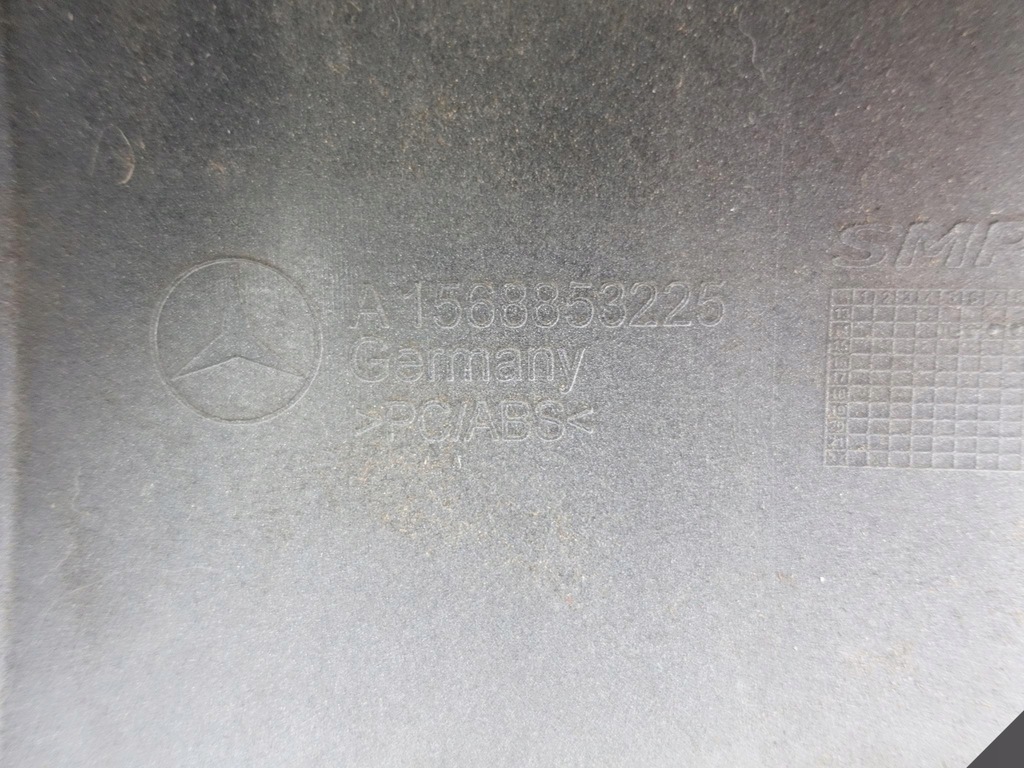 A 1568853225
Germany
>PC/ABS<
SMP